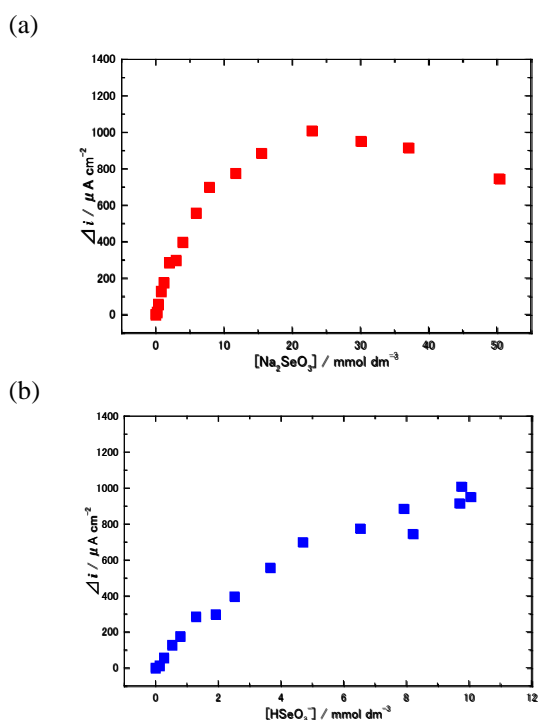 (a)
1400
1200
1000
800
600
400
200
0
⊿i / μA cm⁻²
0 10 20 30 40 50
[Na₂SeO₃] / mmol dm⁻³
(b)
1400
1200
1000
800
600
400
200
0
⊿i / μA cm⁻²
0 2 4 6 8 10 12
[HSeO₃⁻] / mmol dm⁻³